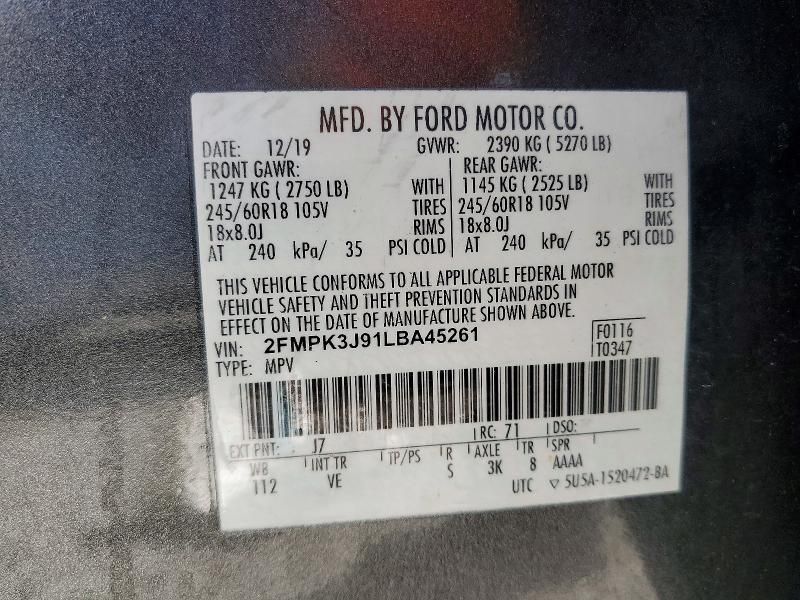 MFD. BY FORD MOTOR CO.
DATE: 12/19 GVWR: 2390 KG ( 5270 LB)
FRONT GAWR: REAR GAWR:
1247 KG ( 2750 LB) WITH 1145 KG ( 2525 LB) WITH
245/60R18 105V TIRES 245/60R18 105V TIRES
18x8.0J RIMS 18x8.0J RIMS
AT 240 kPa/ 35 PSI COLD AT 240 kPa/ 35 PSI COLD
THIS VEHICLE CONFORMS TO ALL APPLICABLE FEDERAL MOTOR
VEHICLE SAFETY AND THEFT PREVENTION STANDARDS IN
EFFECT ON THE DATE OF MANUFACTURE SHOWN ABOVE.
VIN: 2FMPK3J91LBA45261 F0116
TYPE: MPV T0347
EXT PNT: J7 RC: 71 DSO:
WB INT TR TP/PS R AXLE TR SPR
112 VE S 3K 8 AAAA
UTC ▽ 5U5A-1520472-BA